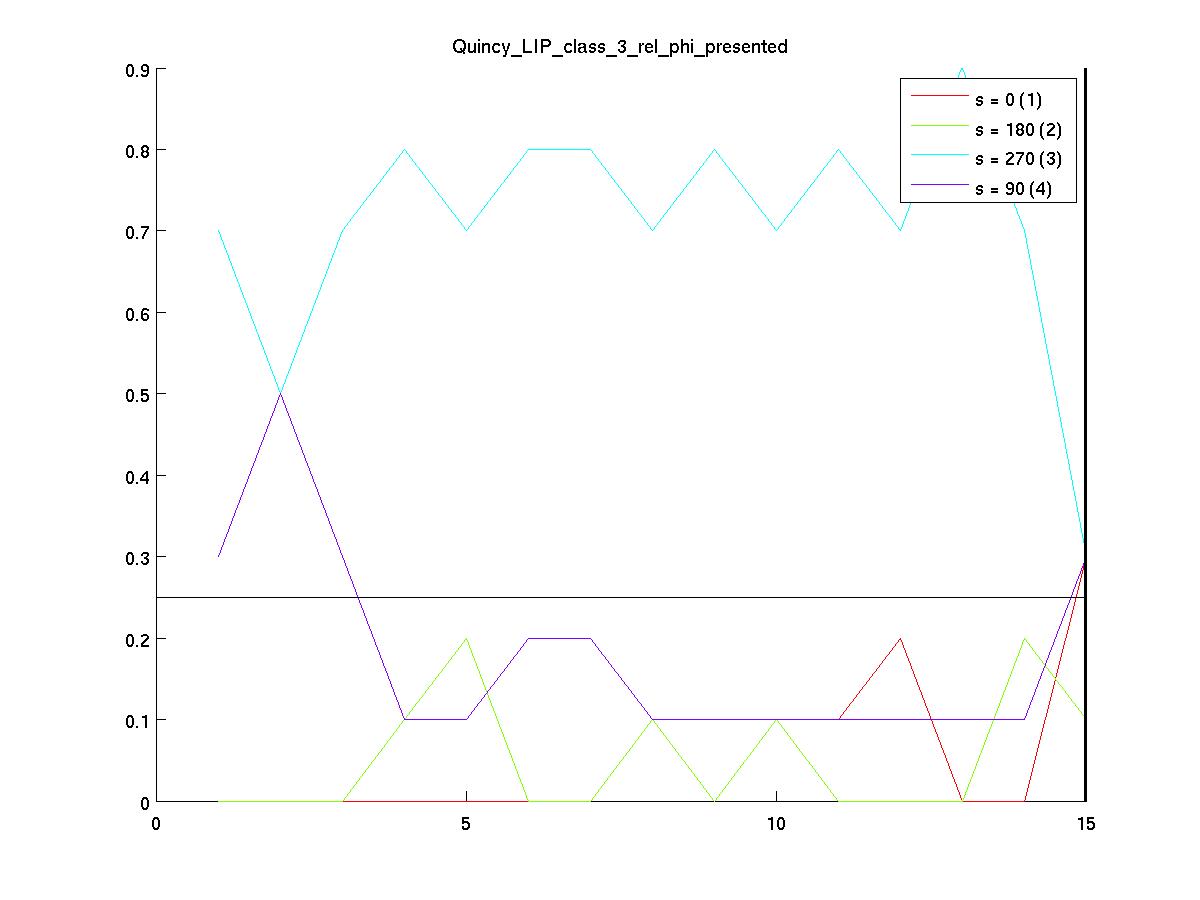 Quincy_LIP_class_3_rel_phi_presented
0.9
0.8
0.7
0.6
0.5
0.4
0.3
0.2
0.1
0
0 5 10 15
s = 0 (1)
s = 180 (2)
s = 270 (3)
s = 90 (4)